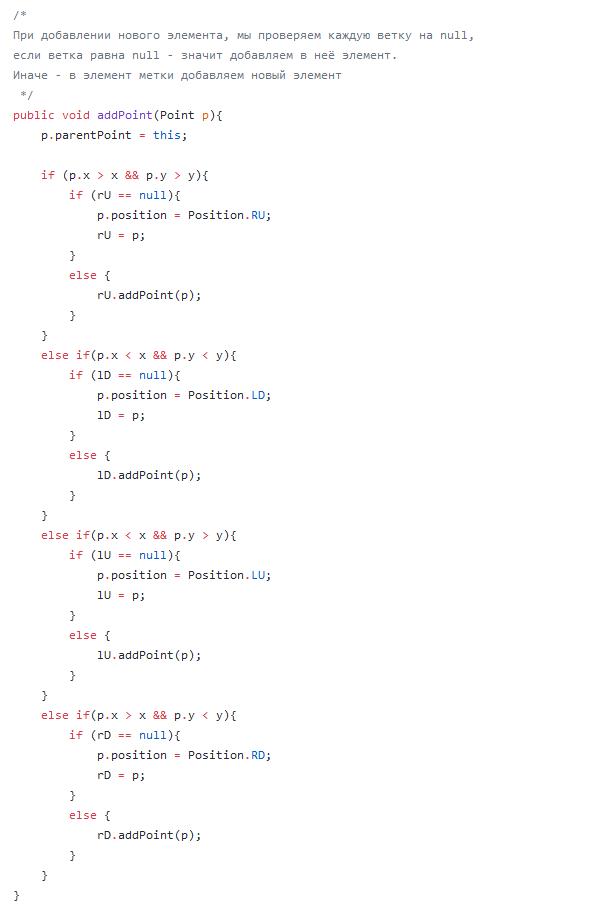 /*
При добавлении нового элемента, мы проверяем каждую ветку на null,
если ветка равна null - значит добавляем в неё элемент.
Иначе - в элемент метки добавляем новый элемент
 */
public void addPoint(Point p){
    p.parentPoint = this;

    if (p.x > x && p.y > y){
        if (rU == null){
            p.position = Position.RU;
            rU = p;
        }
        else {
            rU.addPoint(p);
        }
    }
    else if(p.x < x && p.y < y){
        if (lD == null){
            p.position = Position.LD;
            lD = p;
        }
        else {
            lD.addPoint(p);
        }
    }
    else if(p.x < x && p.y > y){
        if (lU == null){
            p.position = Position.LU;
            lU = p;
        }
        else {
            lU.addPoint(p);
        }
    }
    else if(p.x > x && p.y < y){
        if (rD == null){
            p.position = Position.RD;
            rD = p;
        }
        else {
            rD.addPoint(p);
        }
    }
}